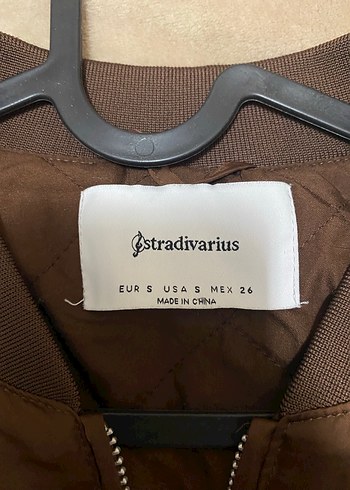 stradivarius
EUR S USA S MEX 26
MADE IN CHINA